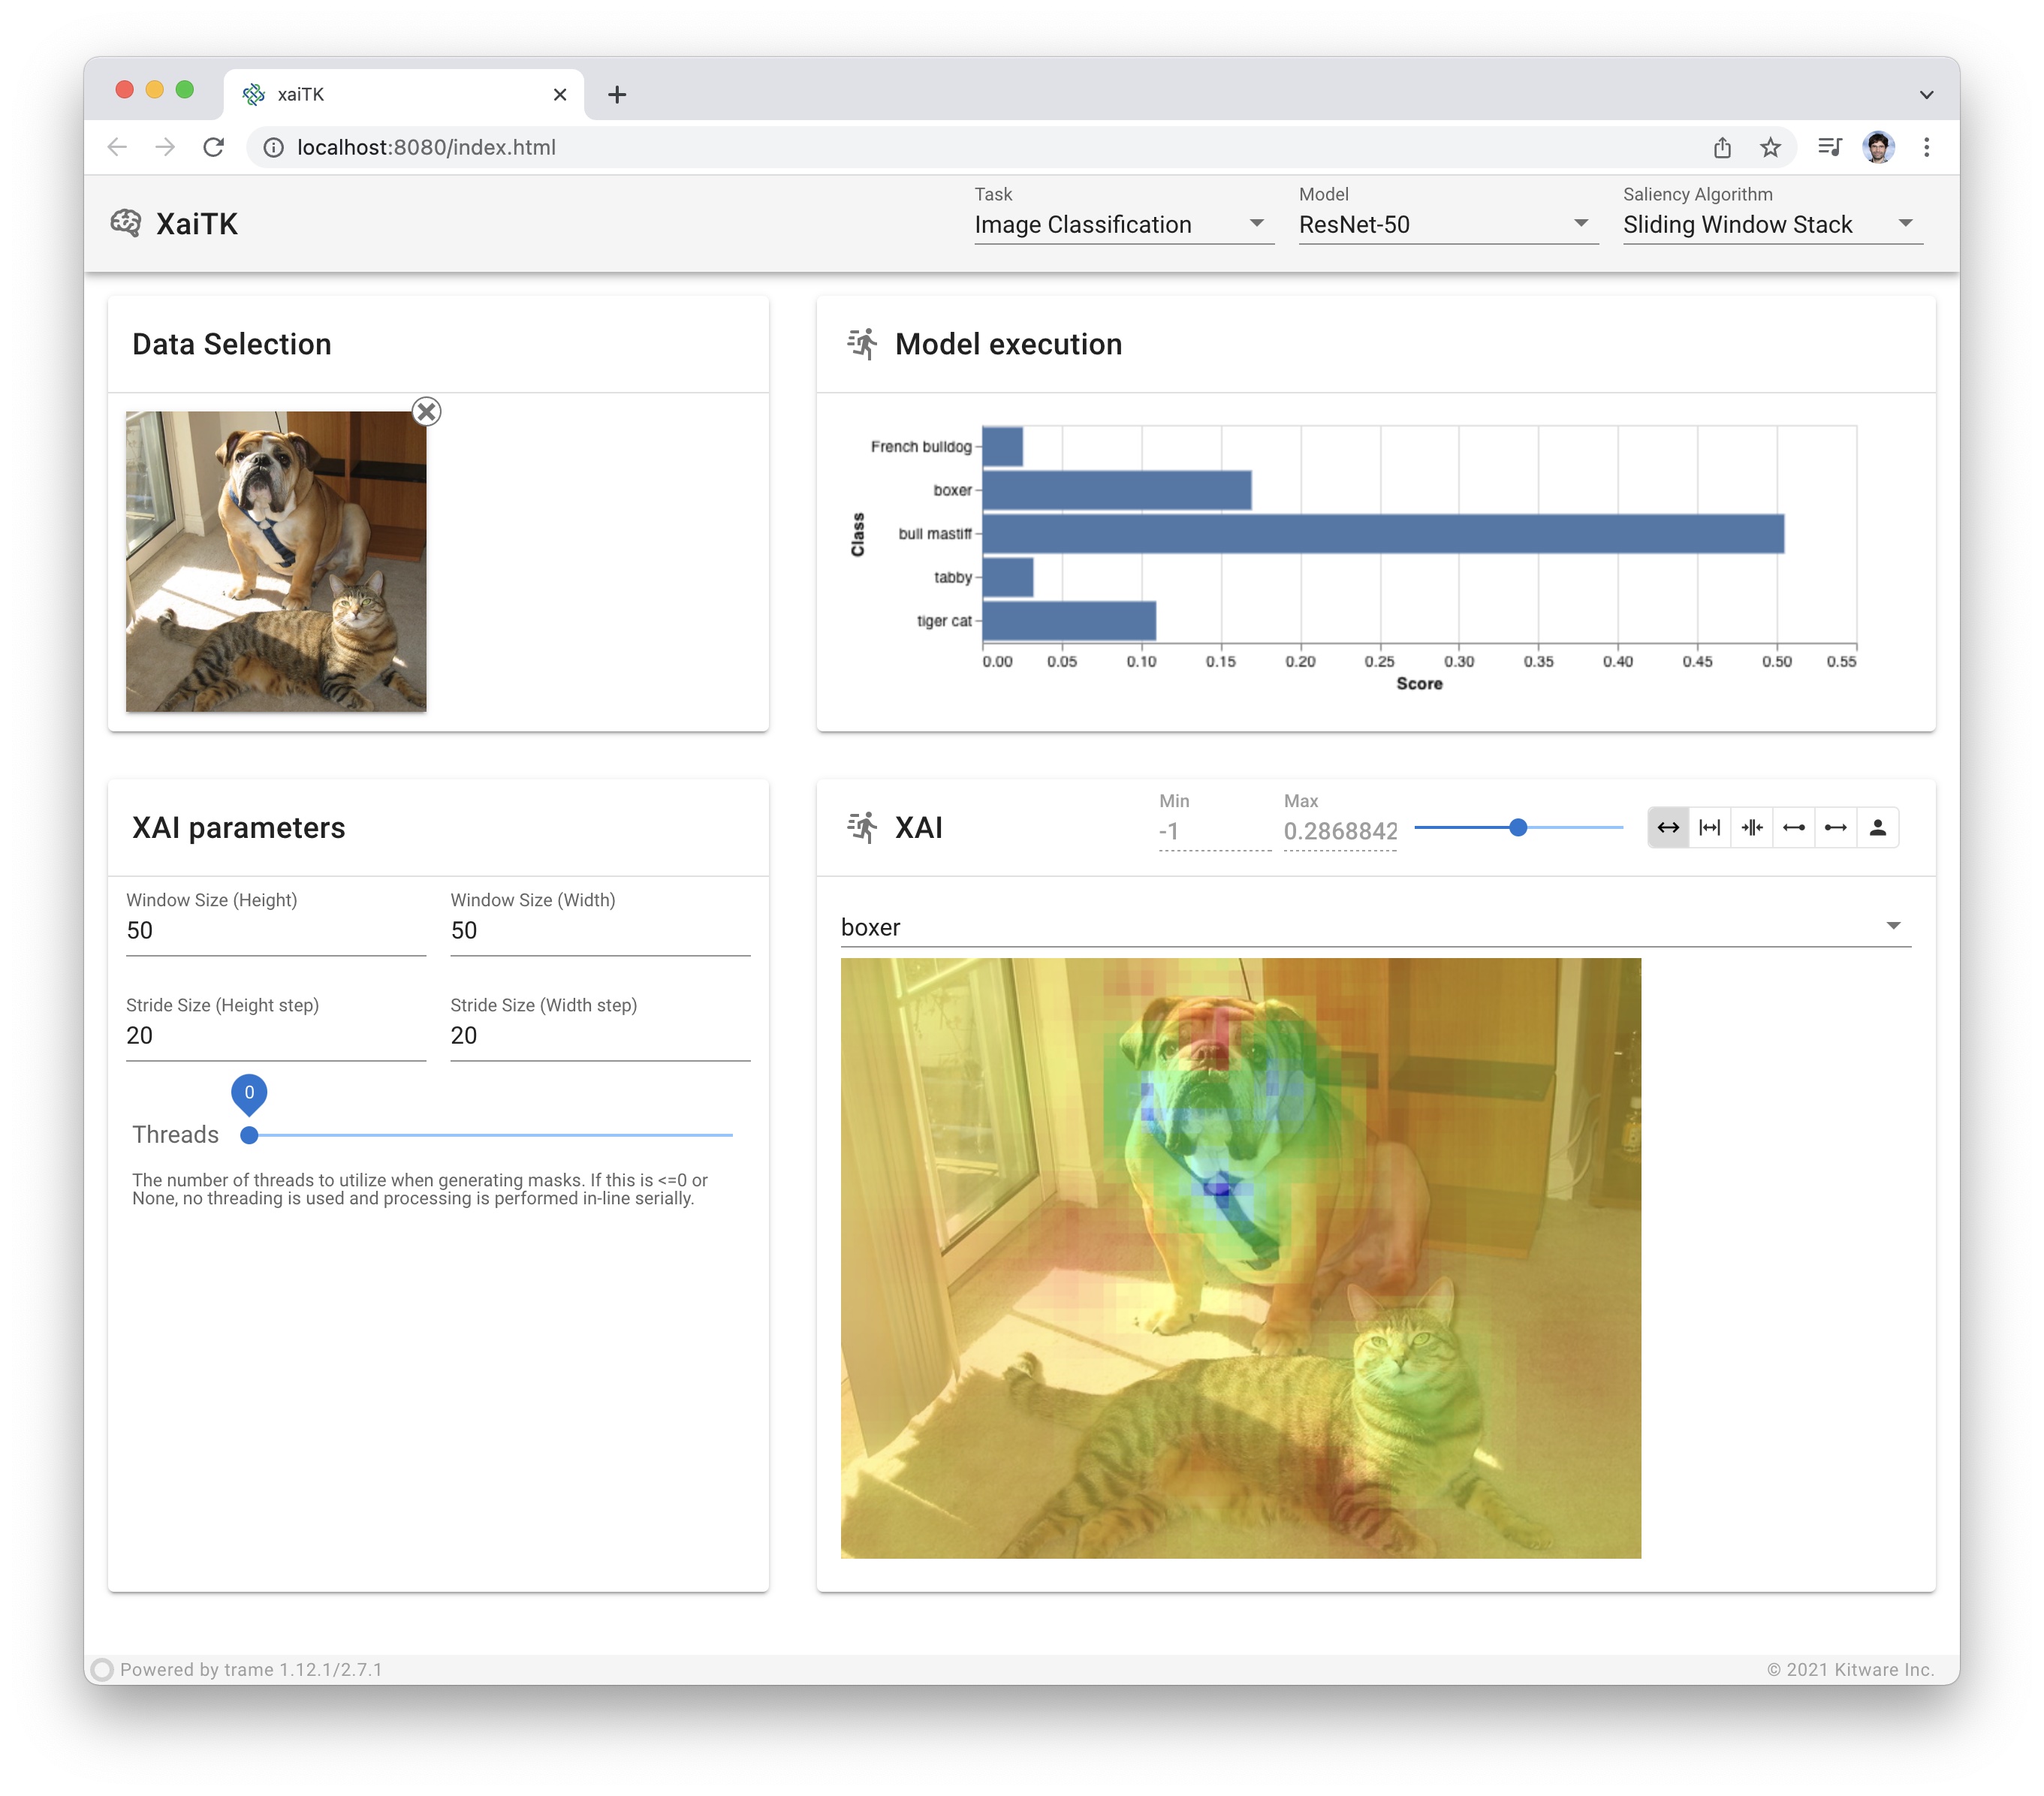 xaiTK
localhost:8080/index.html
XaiTK
Task
Image Classification
Model
ResNet-50
Saliency Algorithm
Sliding Window Stack
Data Selection
Model execution
Class
French bulldog
boxer
bull mastiff
tabby
tiger cat
0.00 0.05 0.10 0.15 0.20 0.25 0.30 0.35 0.40 0.45 0.50 0.55
Score
XAI parameters
Window Size (Height)
50
Window Size (Width)
50
Stride Size (Height step)
20
Stride Size (Width step)
20
0
Threads
The number of threads to utilize when generating masks. If this is <=0 or
None, no threading is used and processing is performed in-line serially.
XAI
Min
-1
Max
0.2868842
boxer
Powered by trame 1.12.1/2.7.1
© 2021 Kitware Inc.